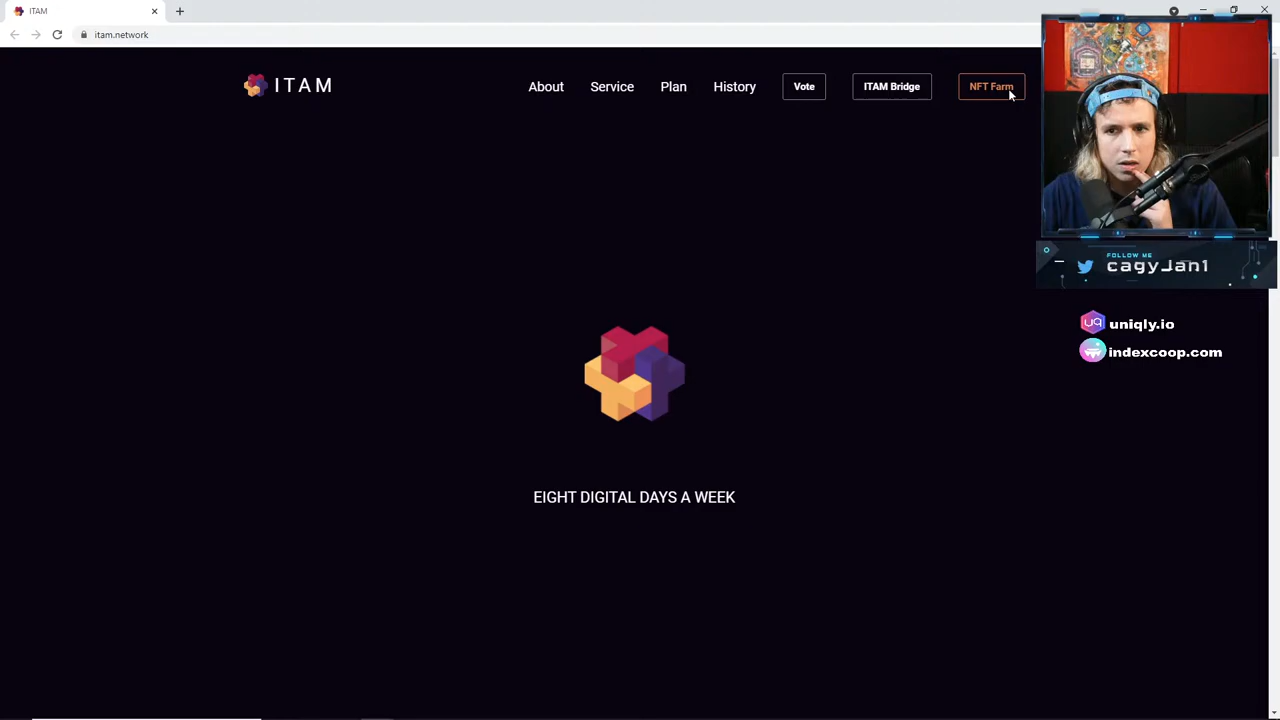 ITAM
itam.network
ITAM
About
Service
Plan
History
Vote
ITAM Bridge
NFT Farm
EIGHT DIGITAL DAYS A WEEK
FOLLOW ME
cagyJan1
uq
uniqly.io
indexcoop.com